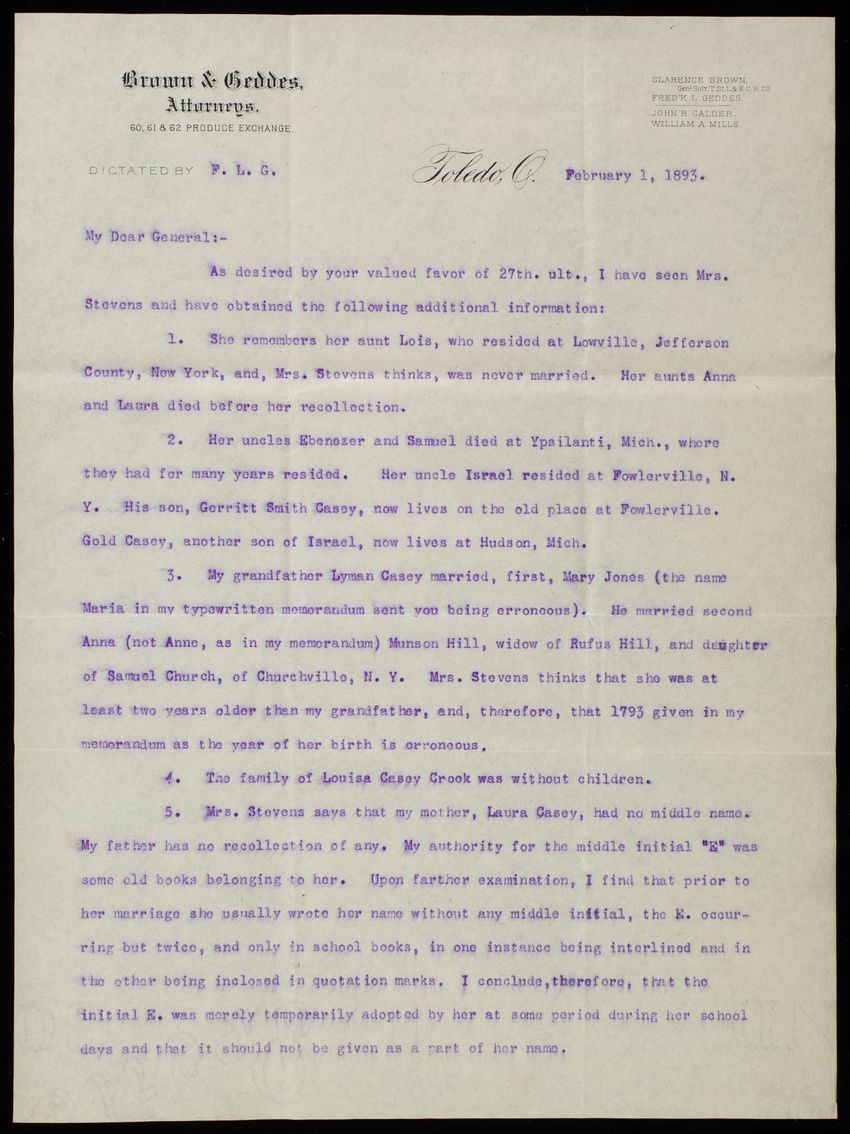 Brown & Geddes,
Attorneys.
60, 61 & 62 PRODUCE EXCHANGE.
CLARENCE BROWN,
Genl Solr. T. St. L. & K. C. R. CO.
FRED'K L. GEDDES.
JOHN R. CALDER.
WILLIAM A. MILLS.
DICTATED BY F. L. G.
Toledo, O. February 1, 1893.
My Dear General:-
As desired by your valued favor of 27th. ult., I have seen Mrs.
Stevens and have obtained the following additional information:
1. She remembers her aunt Lois, who resided at Lowville, Jefferson
County, New York, and, Mrs. Stevens thinks, was never married. Her aunts Anna
and Laura died before her recollection.
2. Her uncles Ebenezer and Samuel died at Ypsilanti, Mich., where
they had for many years resided. Her uncle Israel resided at Fowlerville, N.
Y. His son, Gerritt Smith Casey, now lives on the old place at Fowlerville.
Gold Casey, another son of Israel, now lives at Hudson, Mich.
3. My grandfather Lyman Casey married, first, Mary Jones (the name
Maria in my typewritten memorandum sent you being erroneous). He married second
Anna (not Anne, as in my memorandum) Munson Hill, widow of Rufus Hill, and daughter
of Samuel Church, of Churchville, N. Y. Mrs. Stevens thinks that she was at
least two years older than my grandfather, and, therefore, that 1793 given in my
memorandum as the year of her birth is erroneous.
4. The family of Louisa Casey Crook was without children.
5. Mrs. Stevens says that my mother, Laura Casey, had no middle name.
My father has no recollection of any. My authority for the middle initial "E" was
some old books belonging to her. Upon farther examination, I find that prior to
her marriage she usually wrote her name without any middle initial, the E. occur-
ring but twice, and only in school books, in one instance being interlined and in
the other being inclosed in quotation marks. I conclude,therefore, that the
initial E. was merely temporarily adopted by her at some period during her school
days and that it should not be given as a part of her name.